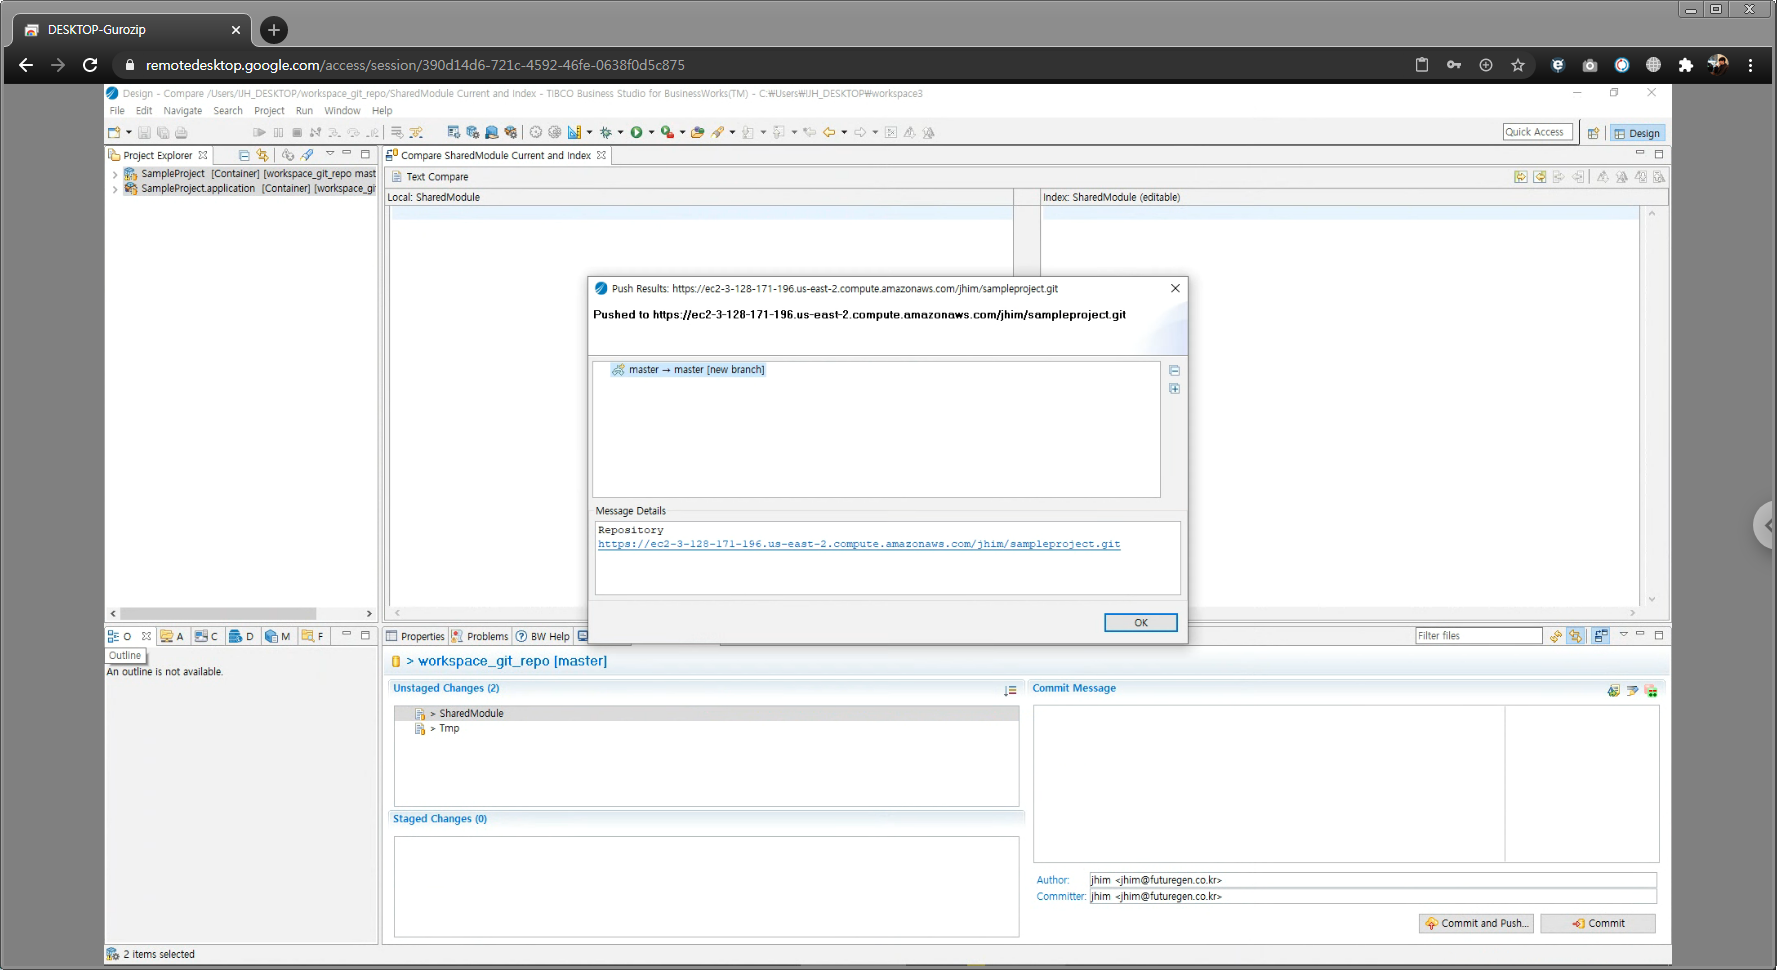 DESKTOP-Gurozip
remotedesktop.google.com/access/session/390d14d6-721c-4592-46fe-0638f0d5c875
Design - Compare /Users/IJH_DESKTOP/workspace_git_repo/SharedModule Current and Index - TIBCO Business Studio for BusinessWorks(TM) - C:₩Users₩IJH_DESKTOP₩workspace3
File Edit Navigate Search Project Run Window Help
Quick Access
Design
Project Explorer
Compare SharedModule Current and Index
SampleProject [Container] [workspace_git_repo mast
SampleProject.application [Container] [workspace_gi
Text Compare
Local: SharedModule
Index: SharedModule (editable)
Push Results: https://ec2-3-128-171-196.us-east-2.compute.amazonaws.com/jhim/sampleproject.git
Pushed to https://ec2-3-128-171-196.us-east-2.compute.amazonaws.com/jhim/sampleproject.git
master → master [new branch]
Message Details
Repository
https://ec2-3-128-171-196.us-east-2.compute.amazonaws.com/jhim/sampleproject.git
OK
O A C D M F
Outline
An outline is not available.
Properties Problems BW Help
Filter files
> workspace_git_repo [master]
Unstaged Changes (2)
> SharedModule
> Tmp
Staged Changes (0)
Commit Message
Author: jhim <jhim@futuregen.co.kr>
Committer: jhim <jhim@futuregen.co.kr>
Commit and Push...
Commit
2 items selected